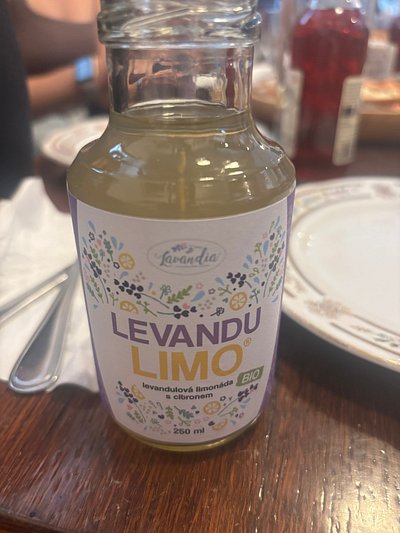 Lavandia
LEVANDU
LIMO®
levandulová limonáda
s citronem
BIO
250 ml